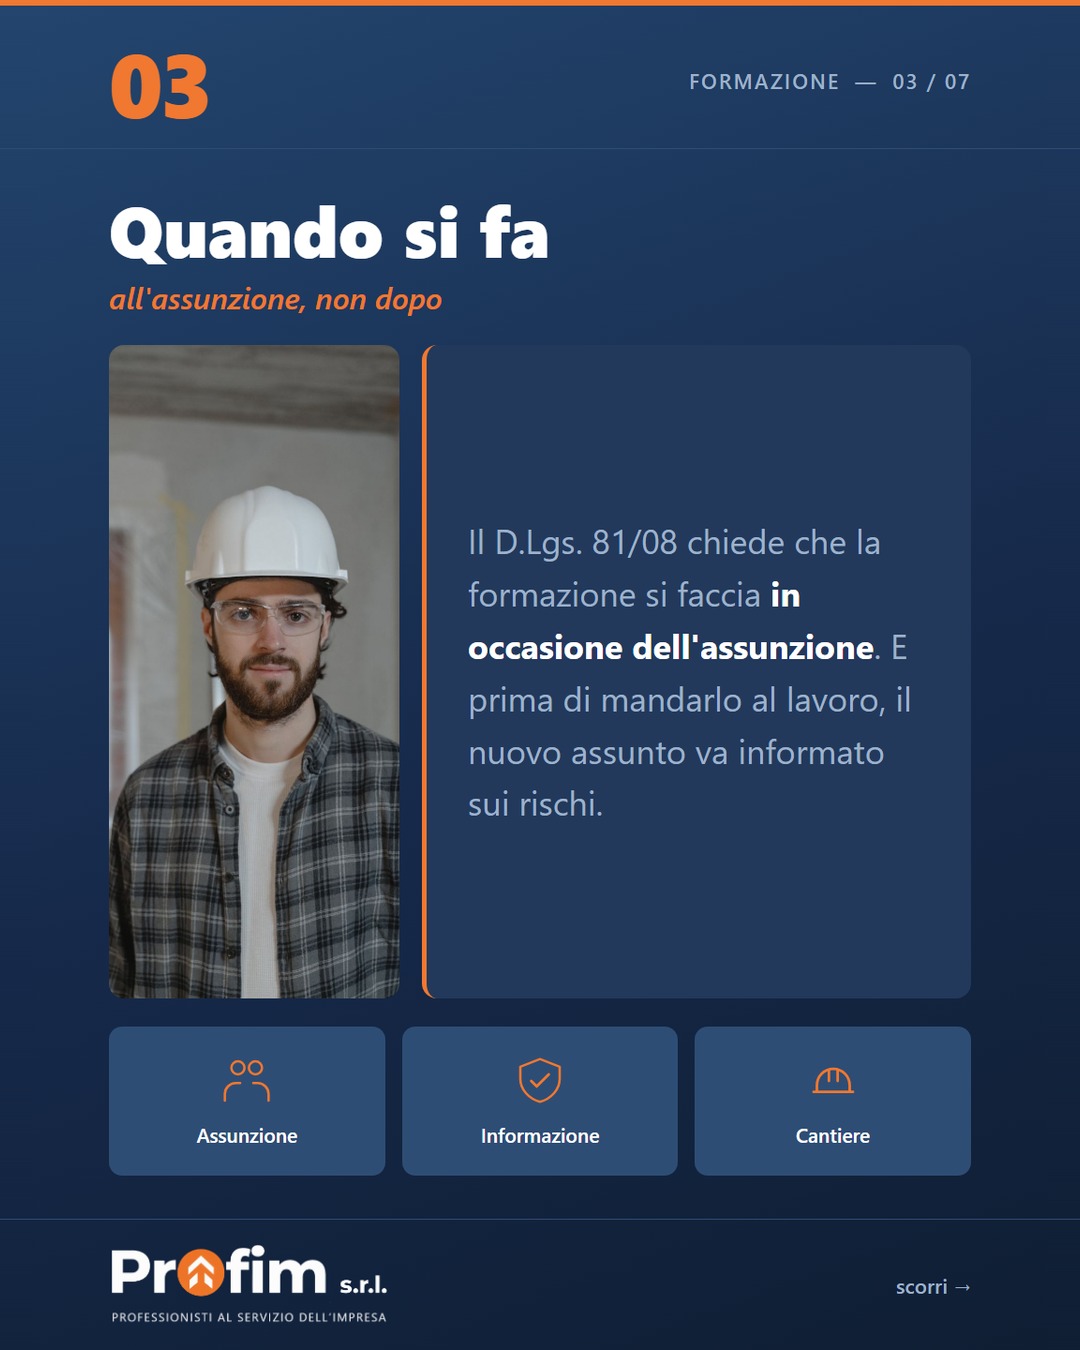 03
FORMAZIONE — 03 / 07
Quando si fa
all'assunzione, non dopo
Il D.Lgs. 81/08 chiede che la
formazione si faccia in
occasione dell'assunzione. E
prima di mandarlo al lavoro, il
nuovo assunto va informato
sui rischi.
Assunzione
Informazione
Cantiere
Profim s.r.l.
PROFESSIONISTI AL SERVIZIO DELL'IMPRESA
scorri →